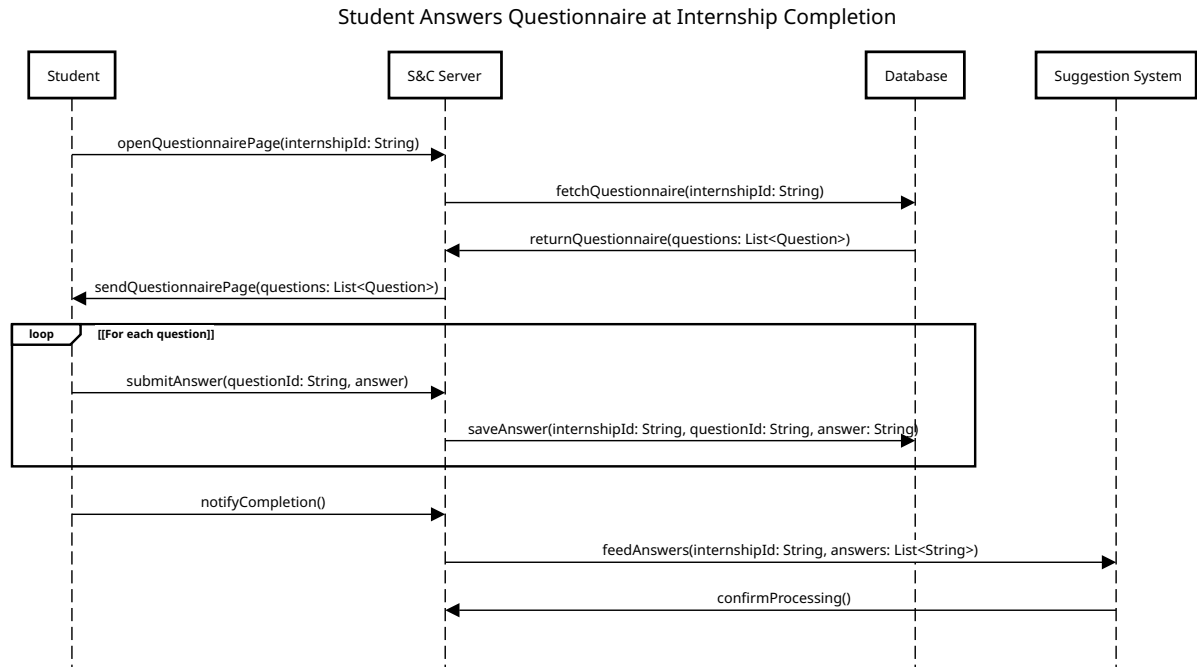 Student Answers Questionnaire at Internship Completion
Student
S&C Server
Database
Suggestion System
openQuestionnairePage(internshipId: String)
fetchQuestionnaire(internshipId: String)
returnQuestionnaire(questions: List<Question>)
sendQuestionnairePage(questions: List<Question>)
loop
[[For each question]]
submitAnswer(questionId: String, answer)
saveAnswer(internshipId: String, questionId: String, answer: String)
notifyCompletion()
feedAnswers(internshipId: String, answers: List<String>)
confirmProcessing()